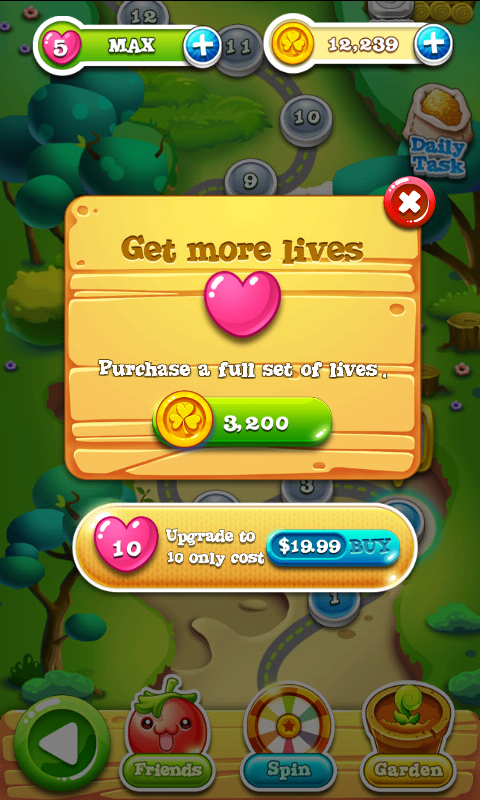 12
5 MAX
12,239
11
10
Daily
Task
9
Get more lives
Purchase a full set of lives.
3,200
3
10
Upgrade to
10 only cost
$19.99 BUY
1
Friends
Spin
Garden